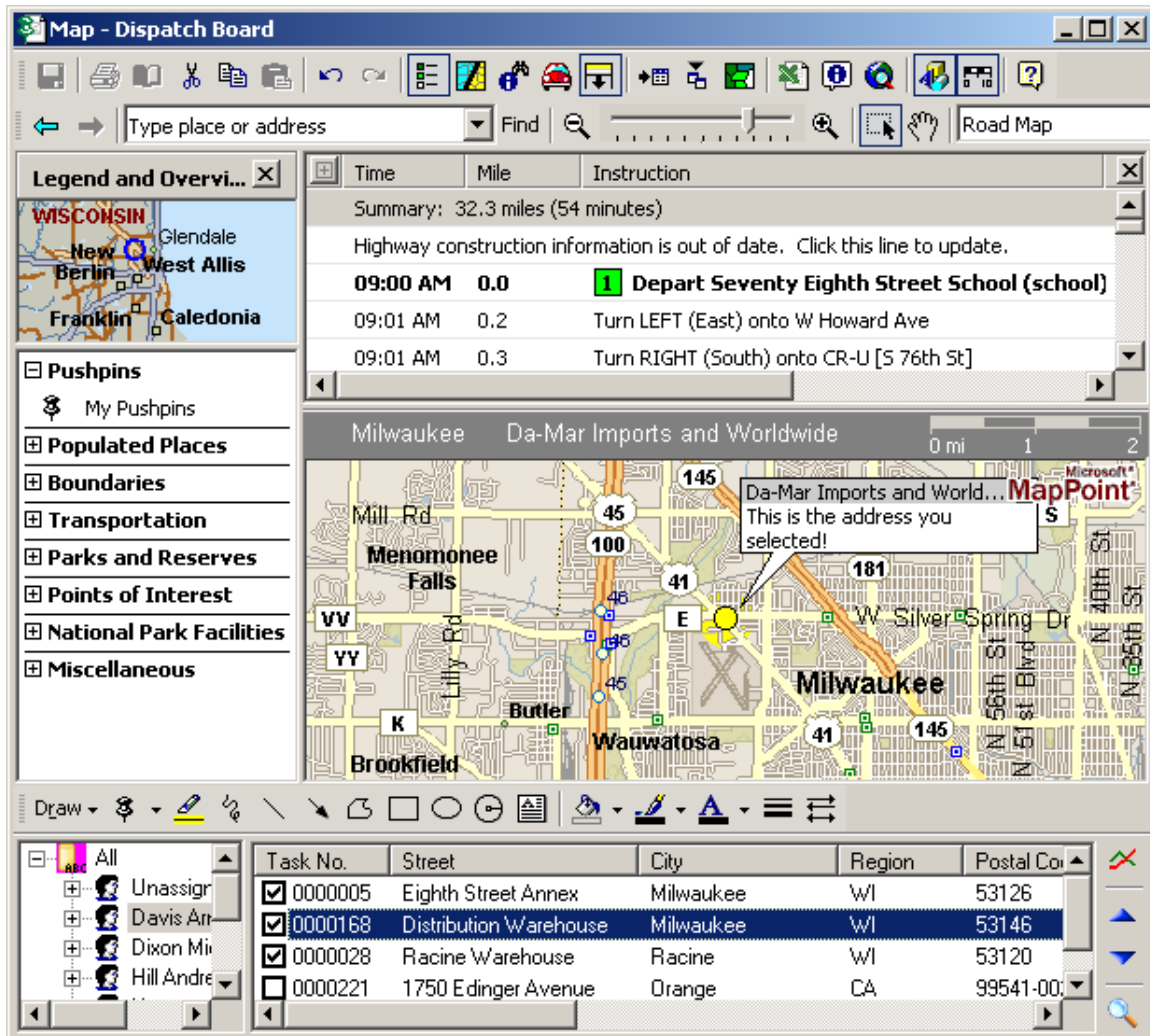 Map - Dispatch Board
Type place or address
Find
Road Map
Legend and Overvi...
WISCONSIN
Glendale
New Berlin
West Allis
Franklin
Caledonia
Time Mile Instruction
Summary: 32.3 miles (54 minutes)
Highway construction information is out of date. Click this line to update.
09:00 AM 0.0 1 Depart Seventy Eighth Street School (school)
09:01 AM 0.2 Turn LEFT (East) onto W Howard Ave
09:01 AM 0.3 Turn RIGHT (South) onto CR-U [S 76th St]
Pushpins
My Pushpins
Populated Places
Boundaries
Transportation
Parks and Reserves
Points of Interest
National Park Facilities
Miscellaneous
Milwaukee Da-Mar Imports and Worldwide
0 mi 1 2
Microsoft
MapPoint
145
Da-Mar Imports and World...
This is the address you
selected!
Mill Rd
45
S
100
Menomonee
Falls
41
181
N 40th St
46
VV
E
W Silver Spring Dr
YY
Lilly Rd
46
N 35th St
45
Milwaukee
N 56th St
N 51st Blvd
Butler
K
Wauwatosa
41
145
Brookfield
Draw
All
Unassigr
Davis Arr
Dixon Mi
Hill Andre
Task No. Street City Region Postal Co
0000005 Eighth Street Annex Milwaukee WI 53126
0000168 Distribution Warehouse Milwaukee WI 53146
0000028 Racine Warehouse Racine WI 53120
0000221 1750 Edinger Avenue Orange CA 99541-00